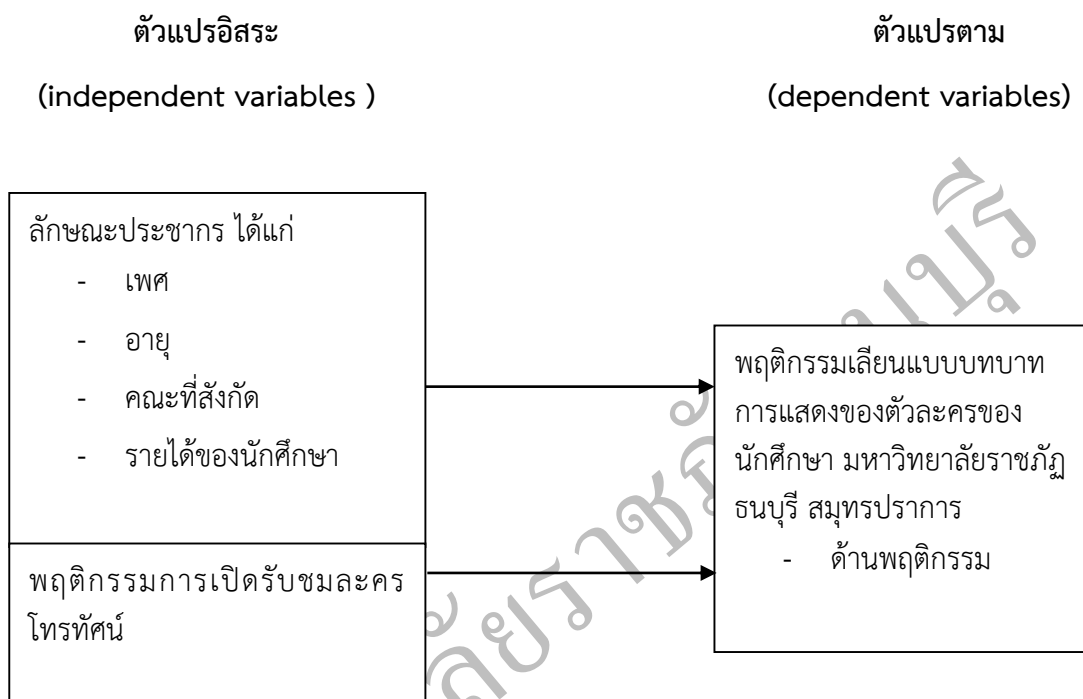 ตัวแปรอิสระ
(independent variables )
ตัวแปรตาม
(dependent variables)
ลักษณะประชากร ได้แก่
- เพศ
- อายุ
- คณะที่สังกัด
- รายได้ของนักศึกษา
พฤติกรรมการเปิดรับชมละคร
โทรทัศน์
พฤติกรรมเลียนแบบบทบาท
การแสดงของตัวละครของ
นักศึกษา มหาวิทยาลัยราชภัฏ
ธนบุรี สมุทรปราการ
- ด้านพฤติกรรม